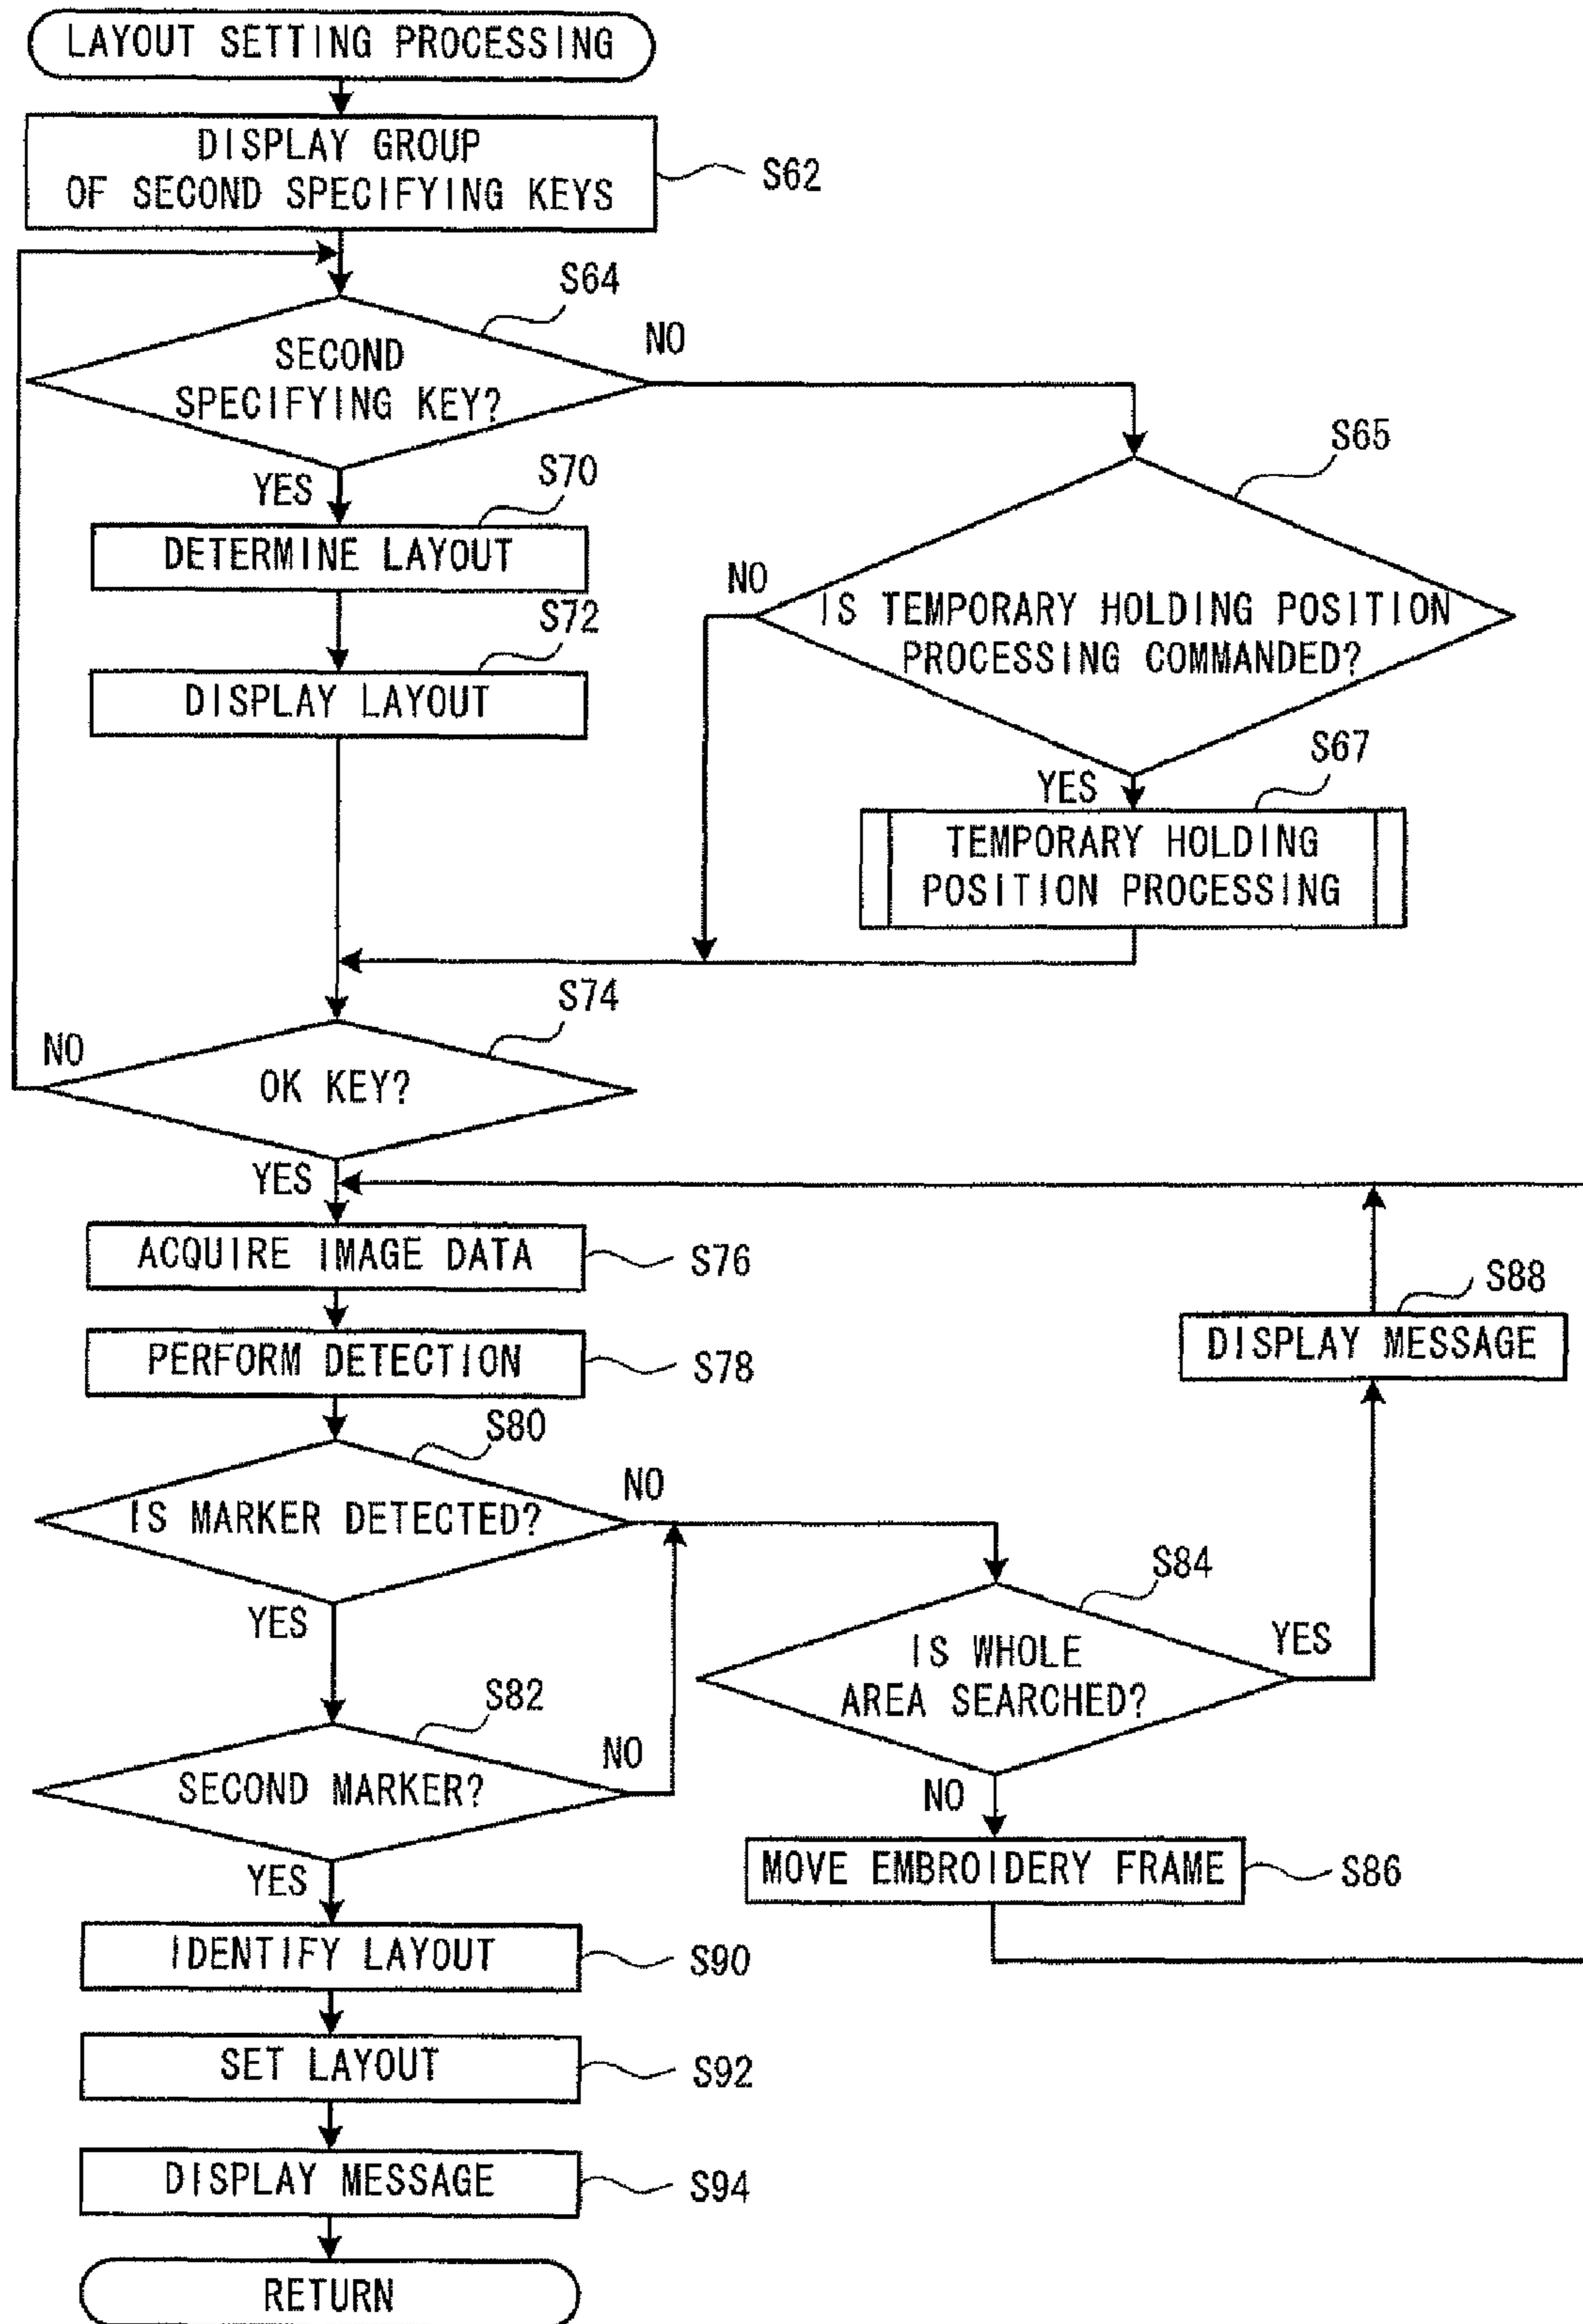 LAYOUT SETTING PROCESSING
DISPLAY GROUP
OF SECOND SPECIFYING KEYS
S62
S64
SECOND
SPECIFYING KEY?
NO
YES
S65
IS TEMPORARY HOLDING POSITION
PROCESSING COMMANDED?
NO
YES
S67
TEMPORARY HOLDING
POSITION PROCESSING
S70
DETERMINE LAYOUT
S72
DISPLAY LAYOUT
S74
OK KEY?
NO
YES
ACQUIRE IMAGE DATA
S76
PERFORM DETECTION
S78
S80
IS MARKER DETECTED?
NO
YES
S82
SECOND MARKER?
NO
YES
S84
IS WHOLE
AREA SEARCHED?
YES
NO
S88
DISPLAY MESSAGE
MOVE EMBROIDERY FRAME
S86
IDENTIFY LAYOUT
S90
SET LAYOUT
S92
DISPLAY MESSAGE
S94
RETURN